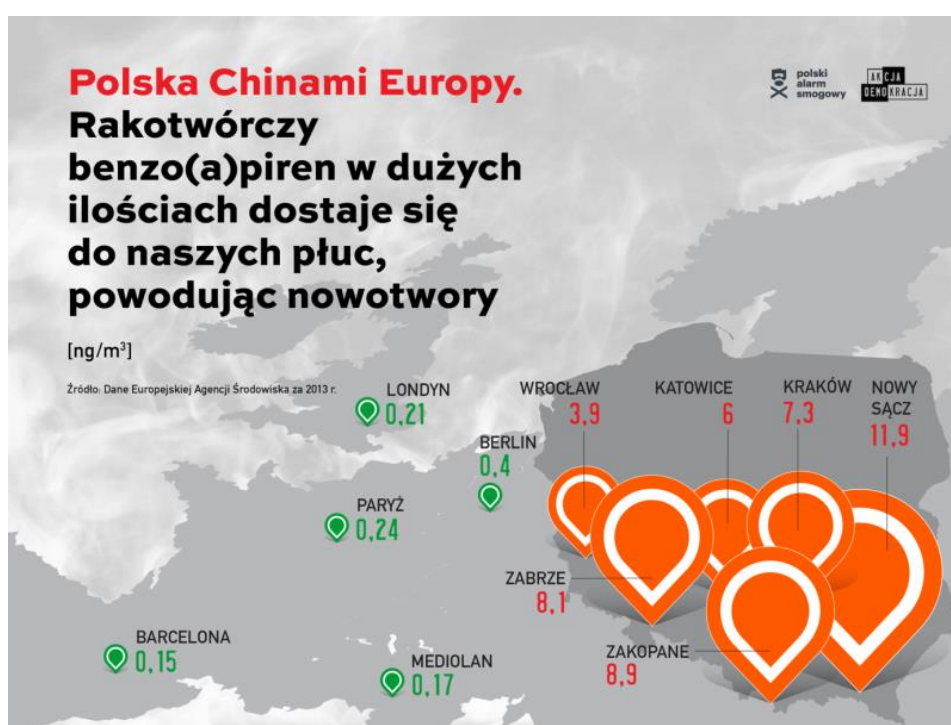 Polska Chinami Europy.
Rakotwórczy
benzo(a)piren w dużych
ilościach dostaje się
do naszych płuc,
powodując nowotwory
[ng/m³]
Źródło: Dane Europejskiej Agencji Środowiska za 2013 r.
polski
alarm
smogowy
AKCJA
DEMOKRACJA
LONDYN
0,21
WROCŁAW
3,9
KATOWICE
6
KRAKÓW
7,3
NOWY
SĄCZ
11,9
BERLIN
0,4
PARYŻ
0,24
ZABRZE
8,1
BARCELONA
0,15
MEDIOLAN
0,17
ZAKOPANE
8,9